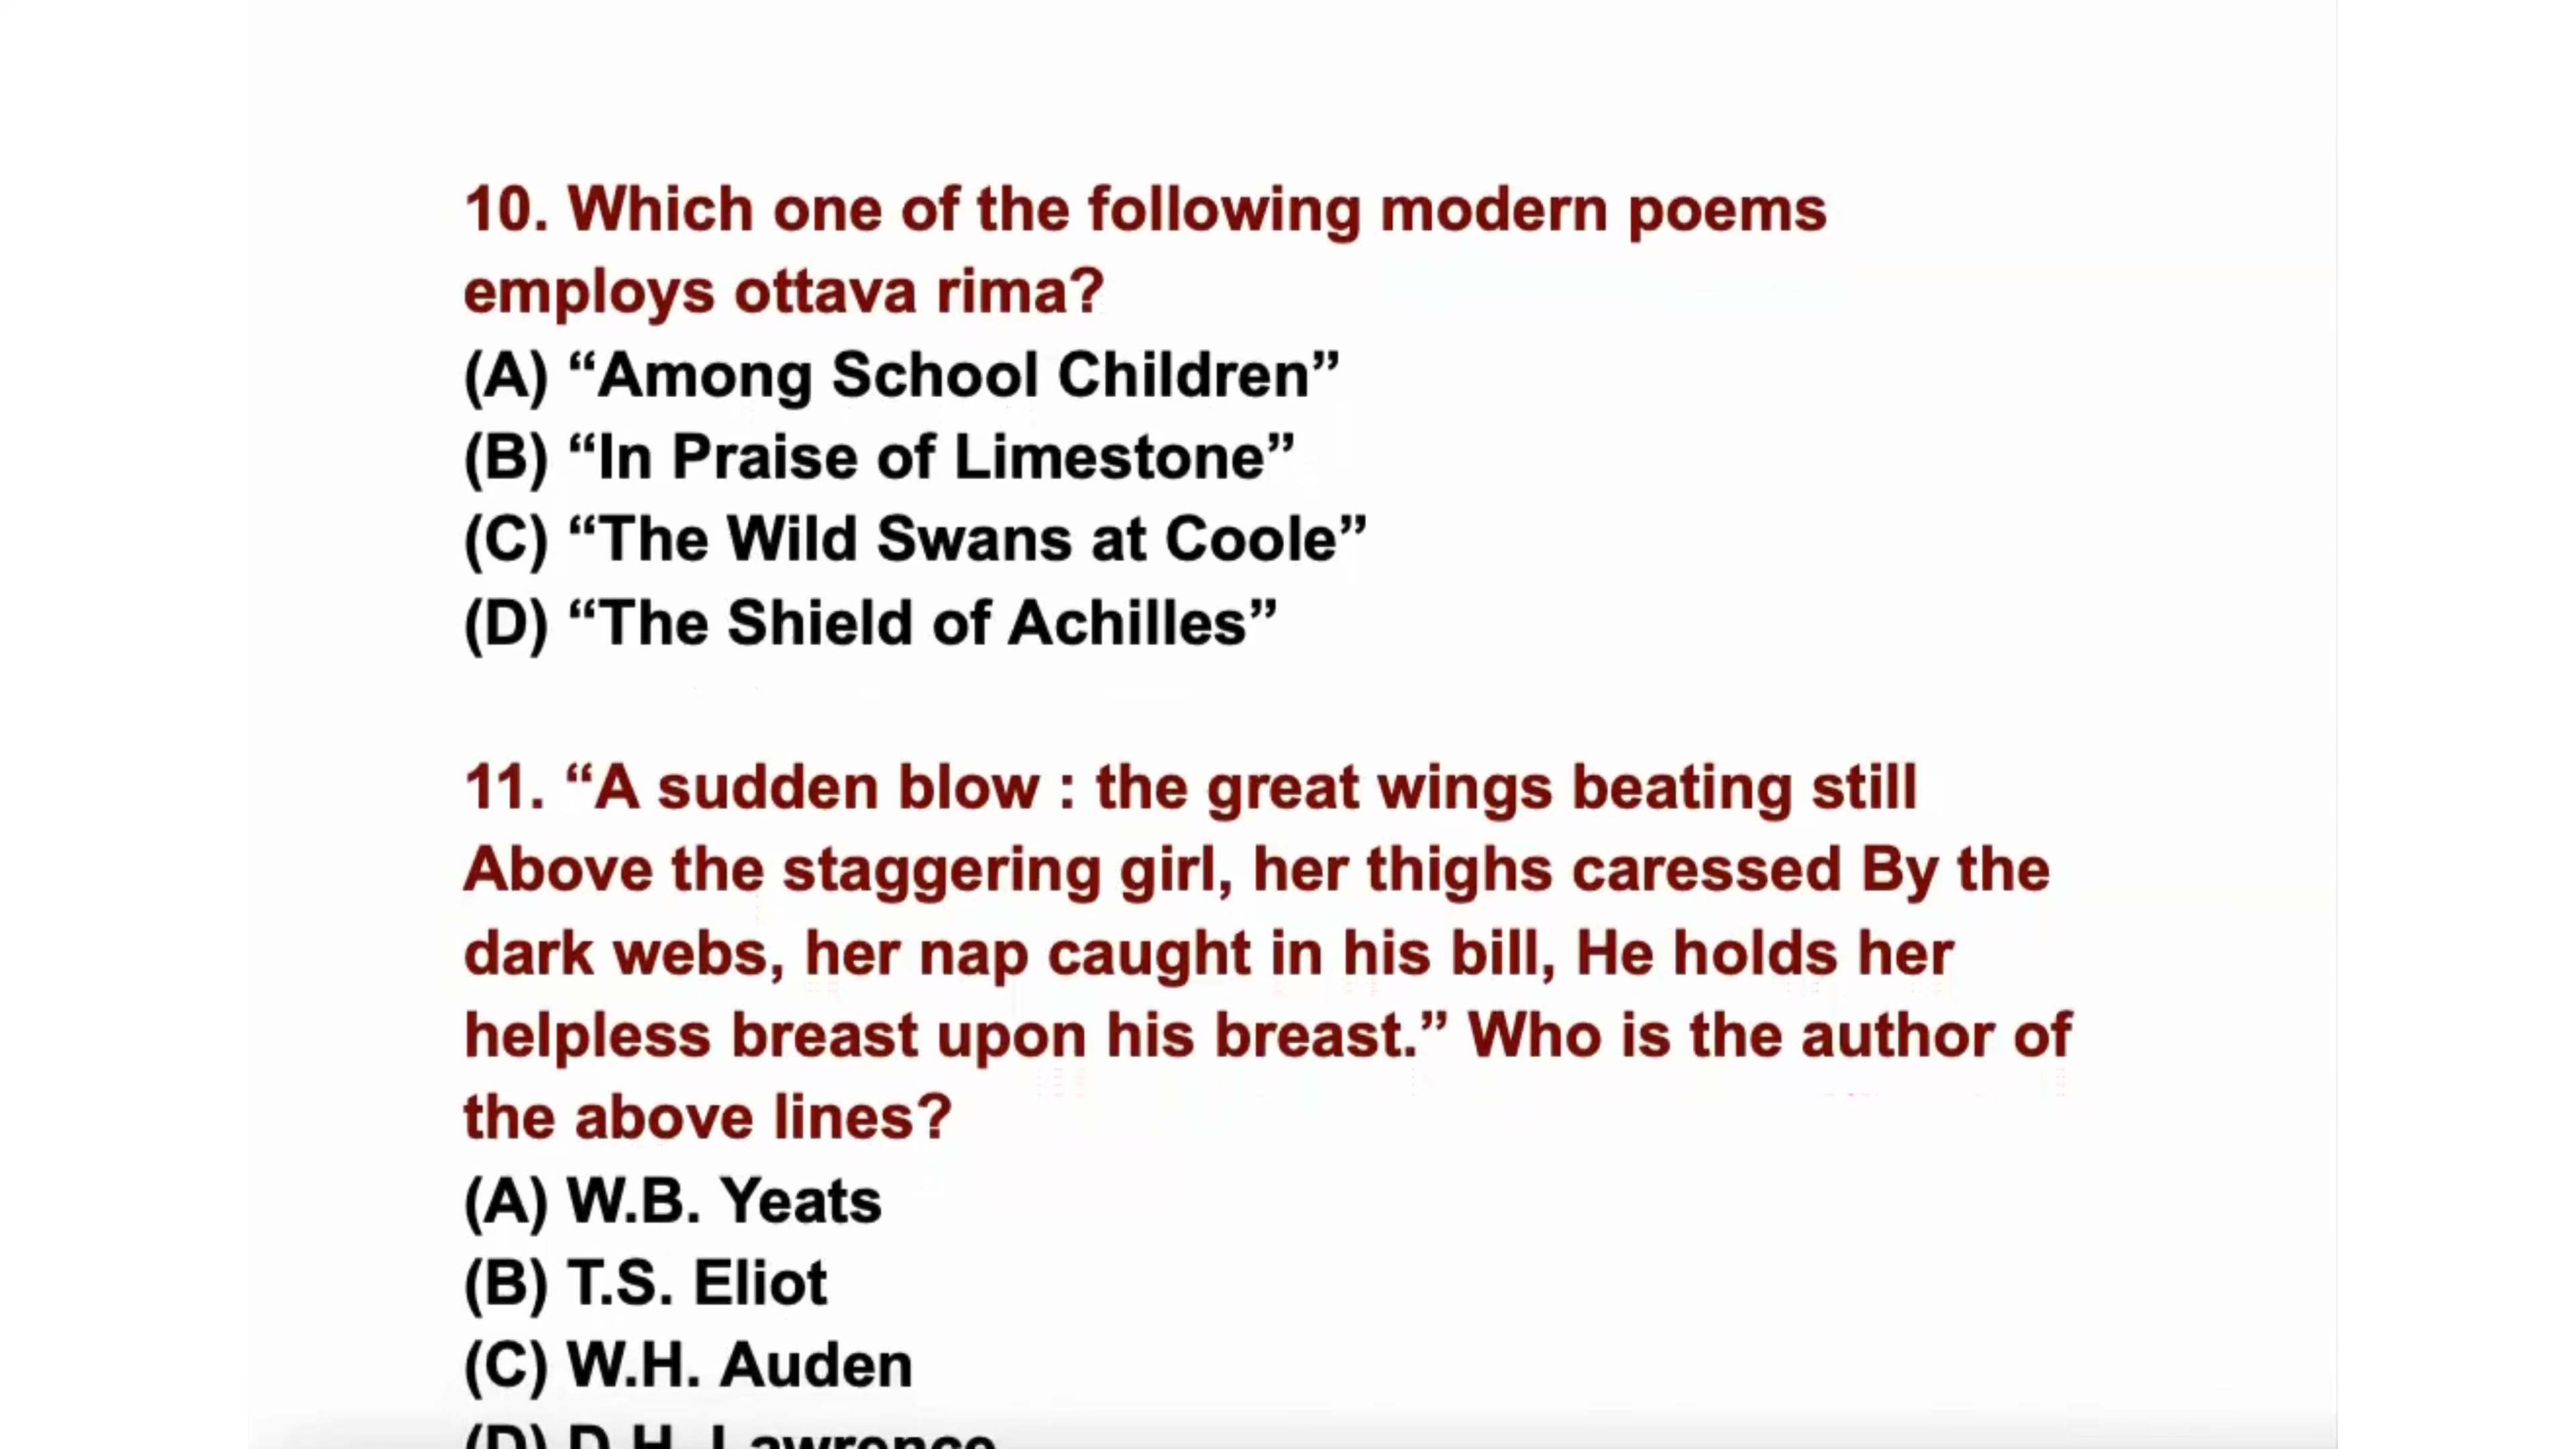 10. Which one of the following modern poems
employs ottava rima?
(A) “Among School Children”
(B) “In Praise of Limestone”
(C) “The Wild Swans at Coole”
(D) “The Shield of Achilles”
11. “A sudden blow : the great wings beating still
Above the staggering girl, her thighs caressed By the
dark webs, her nap caught in his bill, He holds her
helpless breast upon his breast.” Who is the author of
the above lines?
(A) W.B. Yeats
(B) T.S. Eliot
(C) W.H. Auden
(D) D.H. Lawrence